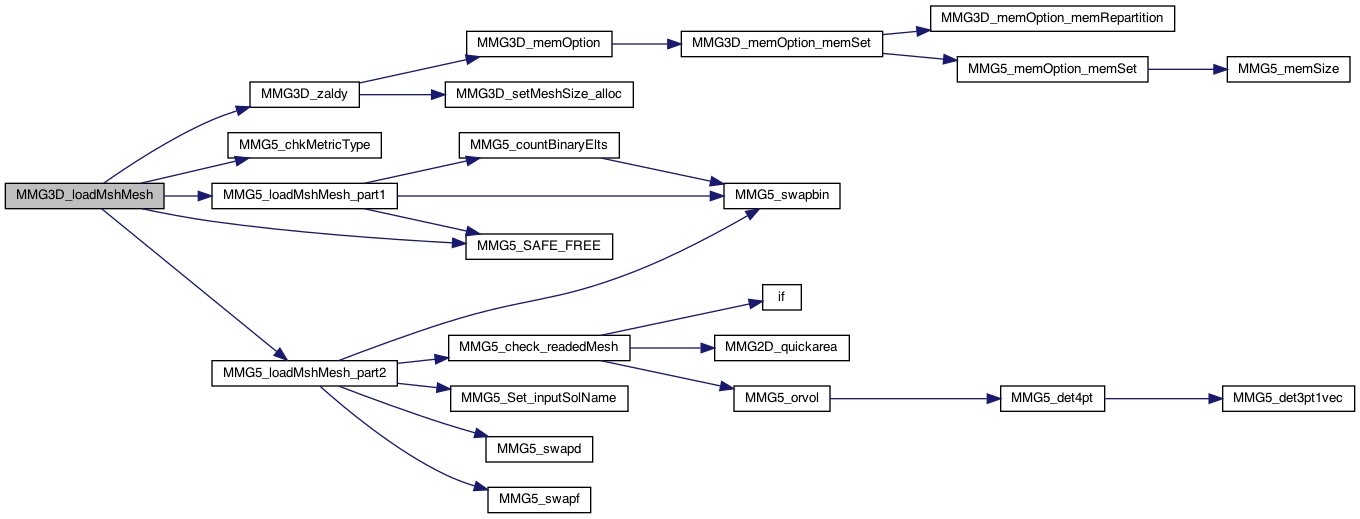 MMG3D_memOption_memRepartition
MMG3D_memOption
MMG3D_memOption_memSet
MMG5_memOption_memSet
MMG5_memSize
MMG3D_zaldy
MMG3D_setMeshSize_alloc
MMG5_chkMetricType
MMG5_countBinaryElts
MMG3D_loadMshMesh
MMG5_loadMshMesh_part1
MMG5_swapbin
MMG5_SAFE_FREE
if
MMG5_check_readedMesh
MMG2D_quickarea
MMG5_loadMshMesh_part2
MMG5_Set_inputSolName
MMG5_orvol
MMG5_det4pt
MMG5_det3pt1vec
MMG5_swapd
MMG5_swapf